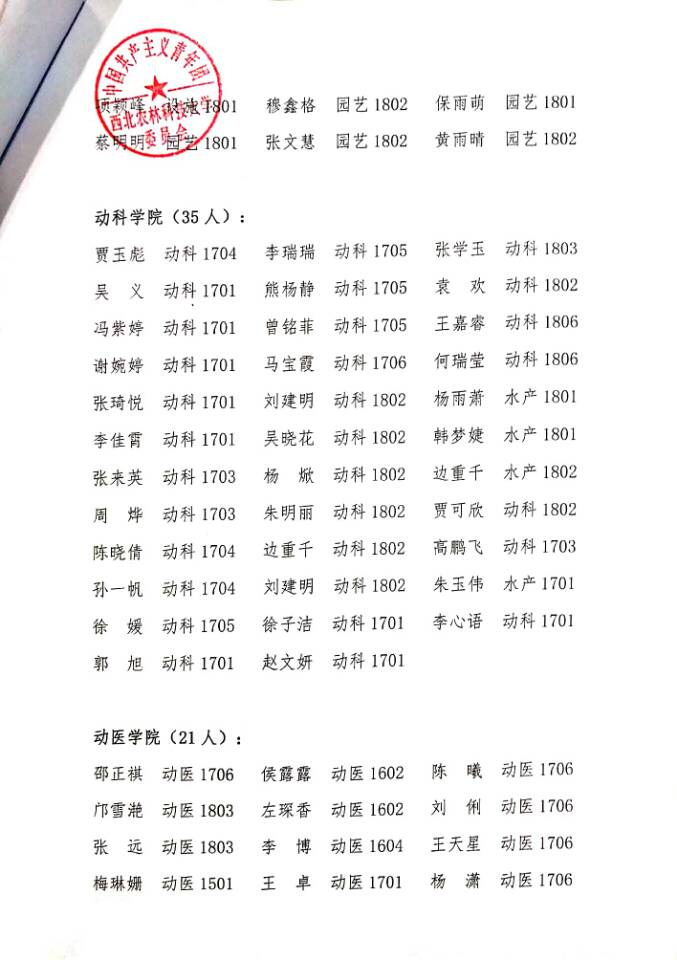 中国共产主义青年团
西北农林科技大学
委员会
项颖峰 设施1801 穆鑫格 园艺1802 保雨萌 园艺1801
蔡明明 园艺1801 张文慧 园艺1802 黄雨晴 园艺1802
动科学院（35人）：
贾玉彪 动科1704 李瑞瑞 动科1705 张学玉 动科1803
吴 义 动科1701 熊杨静 动科1705 袁 欢 动科1802
冯紫婷 动科1701 曾铭菲 动科1705 王嘉睿 动科1806
谢婉婷 动科1701 马宝霞 动科1706 何瑞莹 动科1806
张琦悦 动科1701 刘建明 动科1802 杨雨萧 水产1801
李佳霄 动科1701 吴晓花 动科1802 韩梦婕 水产1801
张来英 动科1703 杨 焮 动科1802 边重千 水产1802
周 烨 动科1703 朱明丽 动科1802 贾可欣 动科1802
陈晓倩 动科1704 边重千 动科1802 高鹏飞 动科1703
孙一帆 动科1704 刘建明 动科1802 朱玉伟 水产1701
徐 媛 动科1705 徐子洁 动科1701 李心语 动科1701
郭 旭 动科1701 赵文妍 动科1701
动医学院（21人）：
邵正祺 动医1706 侯露露 动医1602 陈 曦 动医1706
邝雪滟 动医1803 左琛香 动医1602 刘 俐 动医1706
张 远 动医1803 李 博 动医1604 王天星 动医1706
梅琳姗 动医1501 王 卓 动医1701 杨 潇 动医1706